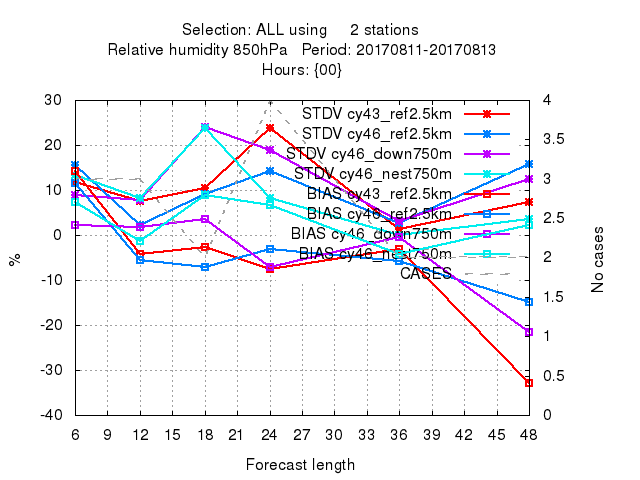 Selection: ALL using 2 stations
Relative humidity 850hPa Period: 20170811-20170813
Hours: {00}
30
20
10
0
-10
-20
-30
-40
%
4
3.5
3
2.5
2
1.5
1
0.5
0
No cases
STDV cy43_ref2.5km
STDV cy46_ref2.5km
STDV cy46_down750m
STDV cy46_nest750m
BIAS cy43_ref2.5km
BIAS cy46_ref2.5km
BIAS cy46_down750m
BIAS cy46_nest750m
CASES
6 9 12 15 18 21 24 27 30 33 36 39 42 45 48
Forecast length